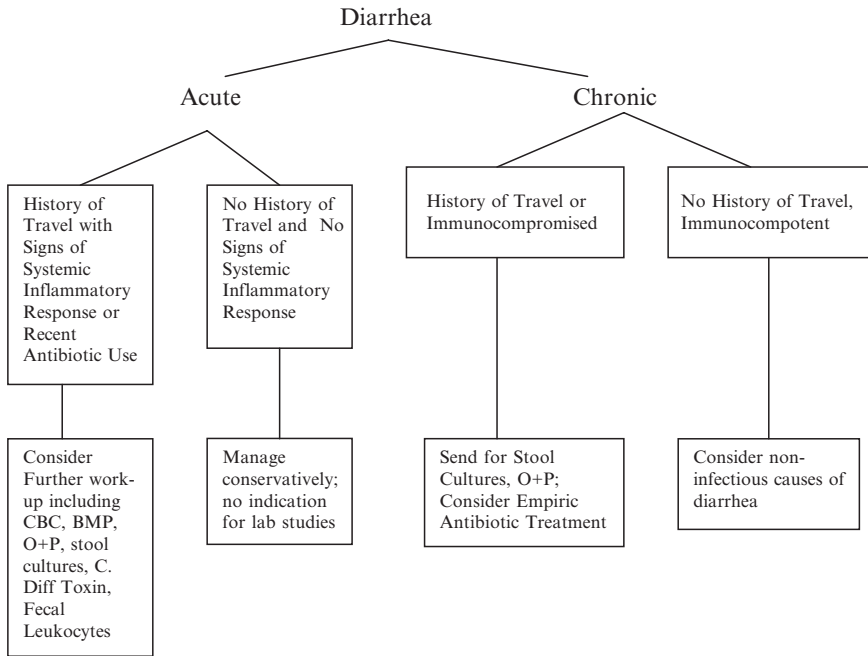 Diarrhea
Acute
Chronic
History of
Travel with
Signs of
Systemic
Inflammatory
Response or
Recent
Antibiotic Use
No History of
Travel and No
Signs of
Systemic
Inflammatory
Response
History of Travel or
Immunocompromised
No History of Travel,
Immunocompotent
Consider
Further work-
up including
CBC, BMP,
O+P, stool
cultures, C.
Diff Toxin,
Fecal
Leukocytes
Manage
conservatively;
no indication
for lab studies
Send for Stool
Cultures, O+P;
Consider Empiric
Antibiotic Treatment
Consider non-
infectious causes of
diarrhea